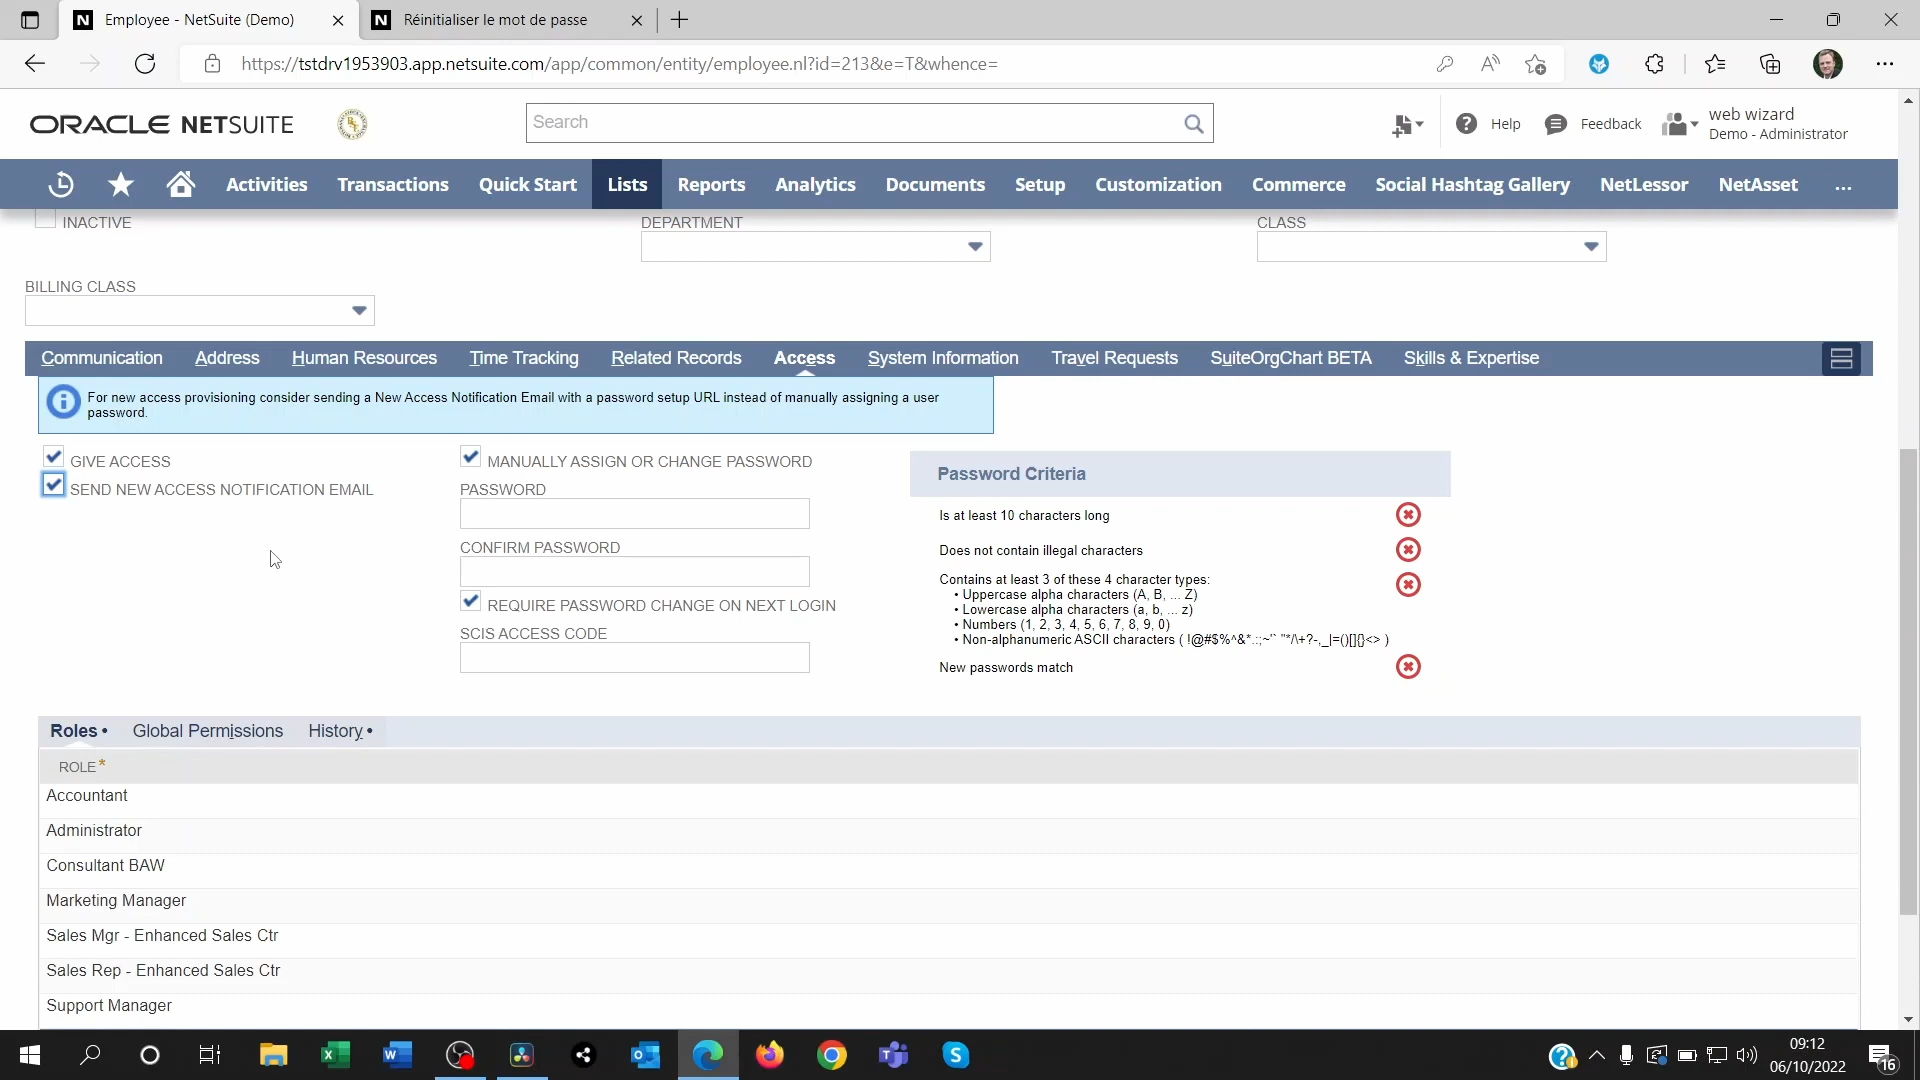 Employee - NetSuite (Demo)
Réinitialiser le mot de passe
https://tstdrv1953903.app.netsuite.com/app/common/entity/employee.nl?id=213&e=T&whence=
ORACLE NETSUITE
Search
Help
Feedback
web wizard
Demo - Administrator
Activities
Transactions
Quick Start
Lists
Reports
Analytics
Documents
Setup
Customization
Commerce
Social Hashtag Gallery
NetLessor
NetAsset
...
INACTIVE
DEPARTMENT
CLASS
BILLING CLASS
Communication
Address
Human Resources
Time Tracking
Related Records
Access
System Information
Travel Requests
SuiteOrgChart BETA
Skills & Expertise
For new access provisioning consider sending a New Access Notification Email with a password setup URL instead of manually assigning a user
password.
GIVE ACCESS
SEND NEW ACCESS NOTIFICATION EMAIL
MANUALLY ASSIGN OR CHANGE PASSWORD
PASSWORD
CONFIRM PASSWORD
REQUIRE PASSWORD CHANGE ON NEXT LOGIN
SCIS ACCESS CODE
Password Criteria
Is at least 10 characters long
Does not contain illegal characters
Contains at least 3 of these 4 character types:
• Uppercase alpha characters (A, B, ... Z)
• Lowercase alpha characters (a, b, ... z)
• Numbers (1, 2, 3, 4, 5, 6, 7, 8, 9, 0)
• Non-alphanumeric ASCII characters ( !@#$%^&*.:;~'` "*/\+?-,_|=()[]{}<> )
New passwords match
Roles •
Global Permissions
History •
ROLE *
Accountant
Administrator
Consultant BAW
Marketing Manager
Sales Mgr - Enhanced Sales Ctr
Sales Rep - Enhanced Sales Ctr
Support Manager
09:12
06/10/2022
16